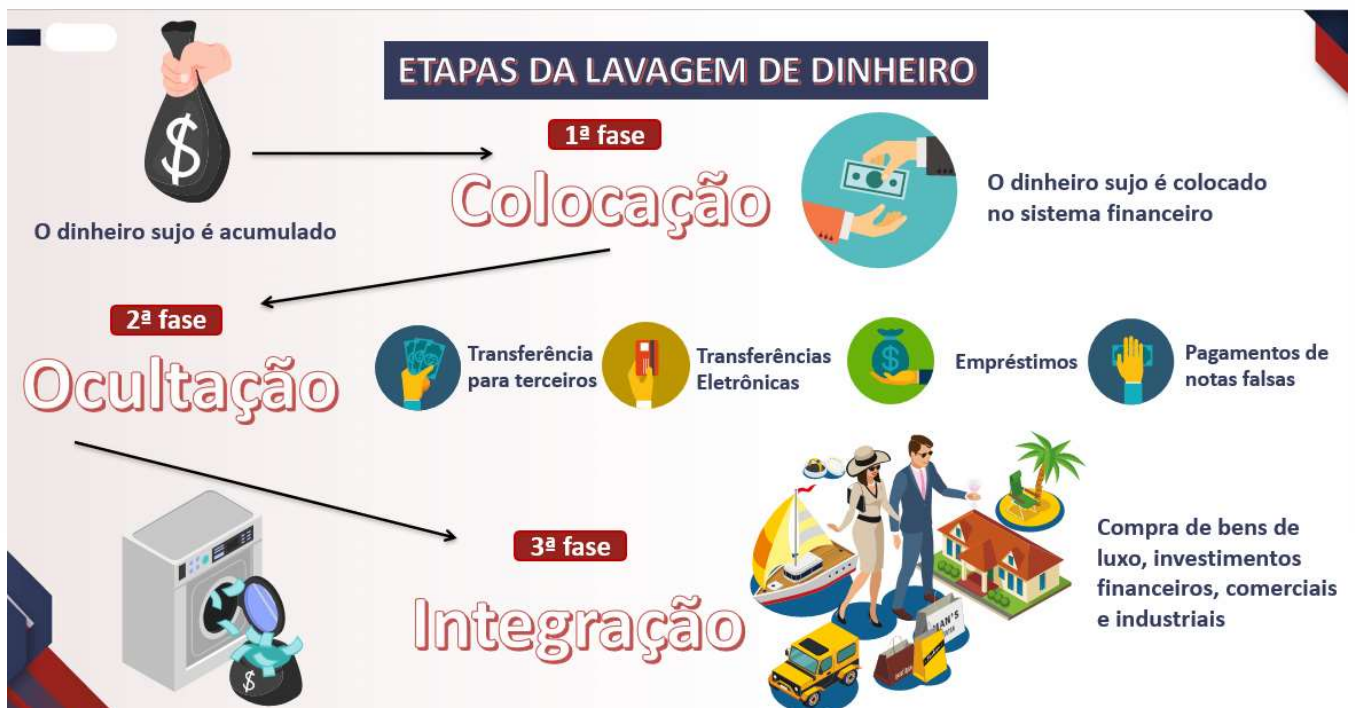 ETAPAS DA LAVAGEM DE DINHEIRO
$
O dinheiro sujo é acumulado
1ª fase
Colocação
O dinheiro sujo é colocado
no sistema financeiro
2ª fase
Ocultação
Transferência
para terceiros
Transferências
Eletrônicas
$
Empréstimos
Pagamentos de
notas falsas
$
3ª fase
Integração
Compra de bens de
luxo, investimentos
financeiros, comerciais
e industriais